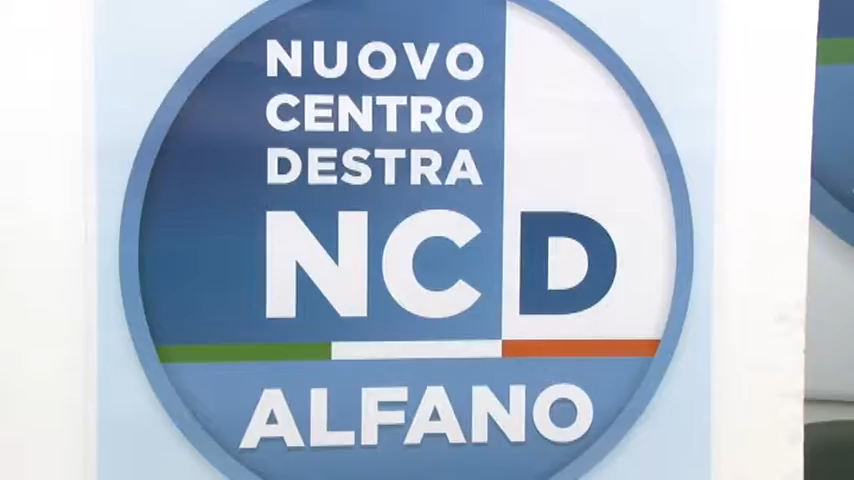 NUOVO
CENTRO
DESTRA
NCD
ALFANO